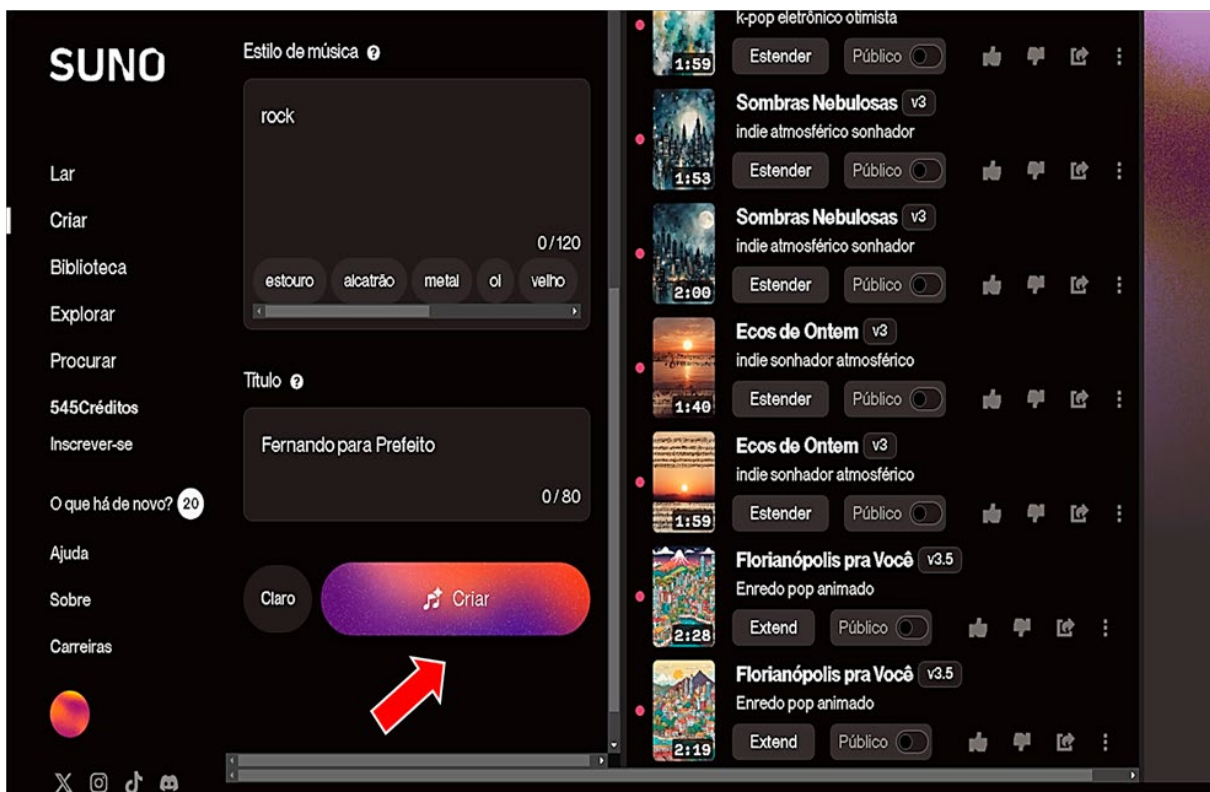 SUNO
Lar
Criar
Biblioteca
Explorar
Procurar
545Créditos
Inscrever-se
O que há de novo? 20
Ajuda
Sobre
Carreiras
Estilo de música ?
rock
0/120
estouro alcatrão metal oi velho
Título ?
Fernando para Prefeito
0/80
Claro
Criar
k-pop eletrônico otimista
1:59 Estender Público
Sombras Nebulosas v3
indie atmosférico sonhador
1:53 Estender Público
Sombras Nebulosas v3
indie atmosférico sonhador
2:00 Estender Público
Ecos de Ontem v3
indie sonhador atmosférico
1:40 Estender Público
Ecos de Ontem v3
indie sonhador atmosférico
1:59 Estender Público
Florianópolis pra Você v3.5
Enredo pop animado
2:28 Extend Público
Florianópolis pra Você v3.5
Enredo pop animado
2:19 Extend Público